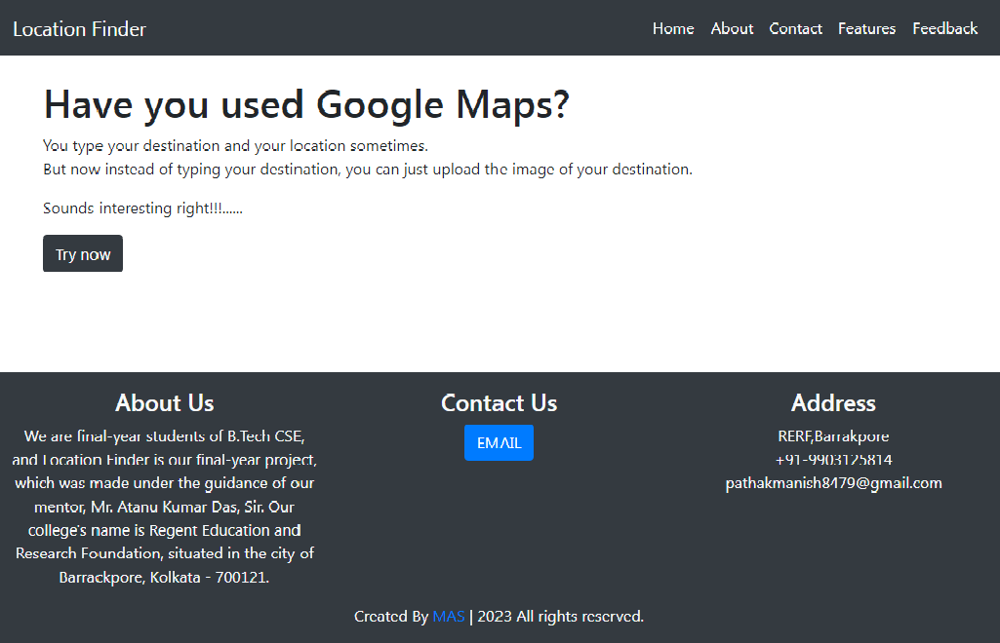 Location Finder
Home About Contact Features Feedback
Have you used Google Maps?
You type your destination and your location sometimes.
But now instead of typing your destination, you can just upload the image of your destination.
Sounds interesting right!!!......
Try now
About Us
We are final-year students of B.Tech CSE,
and Location Finder is our final-year project,
which was made under the guidance of our
mentor, Mr. Atanu Kumar Das, Sir. Our
college's name is Regent Education and
Research Foundation, situated in the city of
Barrackpore, Kolkata - 700121.
Contact Us
EMAIL
Address
RERF,Barrakpore
+91-9903125814
pathakmanish8479@gmail.com
Created By MAS | 2023 All rights reserved.